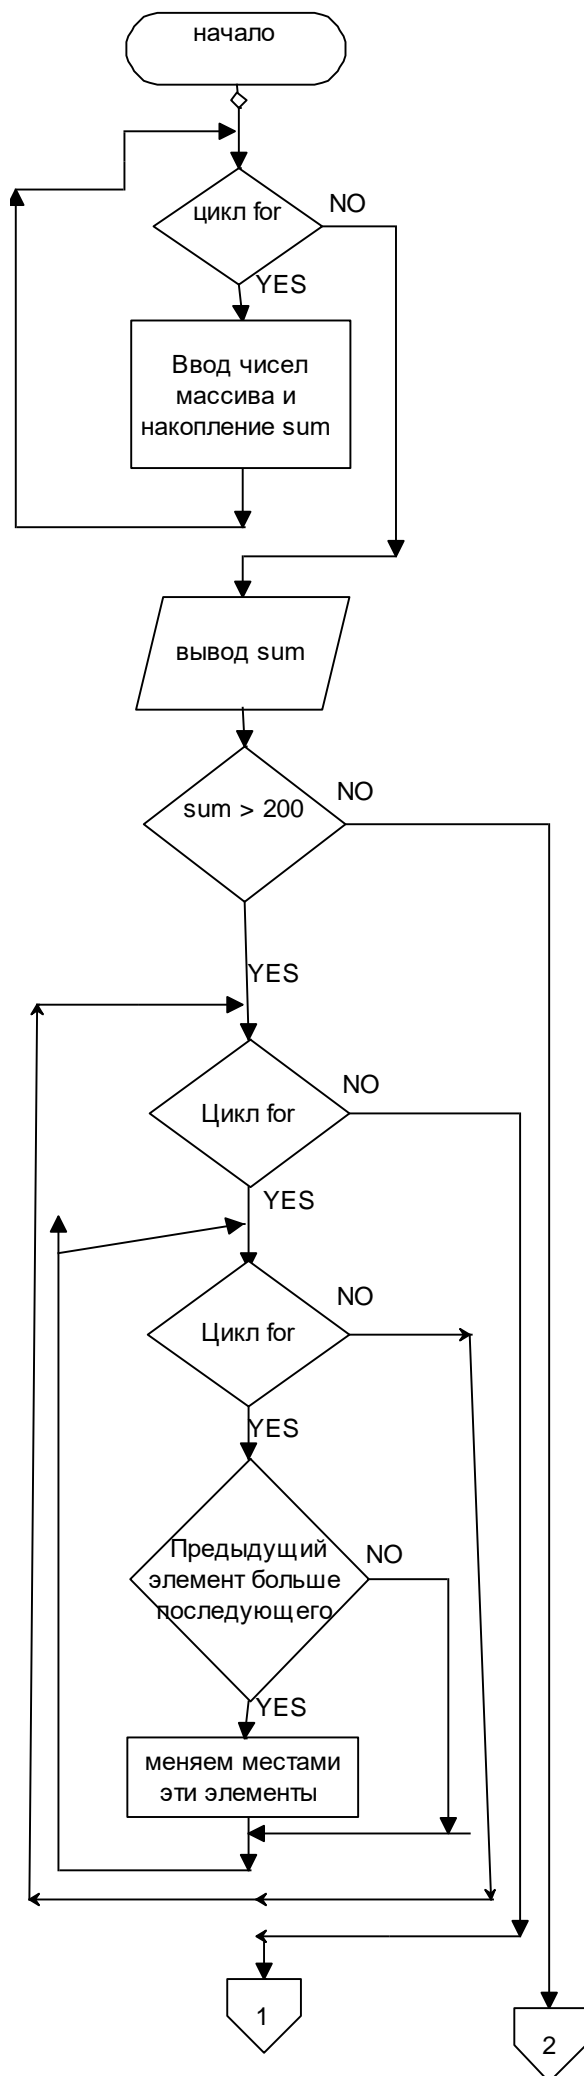 начало
цикл for
NO
YES
Ввод чисел
массива и
накопление sum
вывод sum
NO
sum > 200
YES
NO
Цикл for
YES
NO
Цикл for
YES
Предыдущий
NO
элемент больше
последующего
YES
меняем местами
эти элементы
1
2